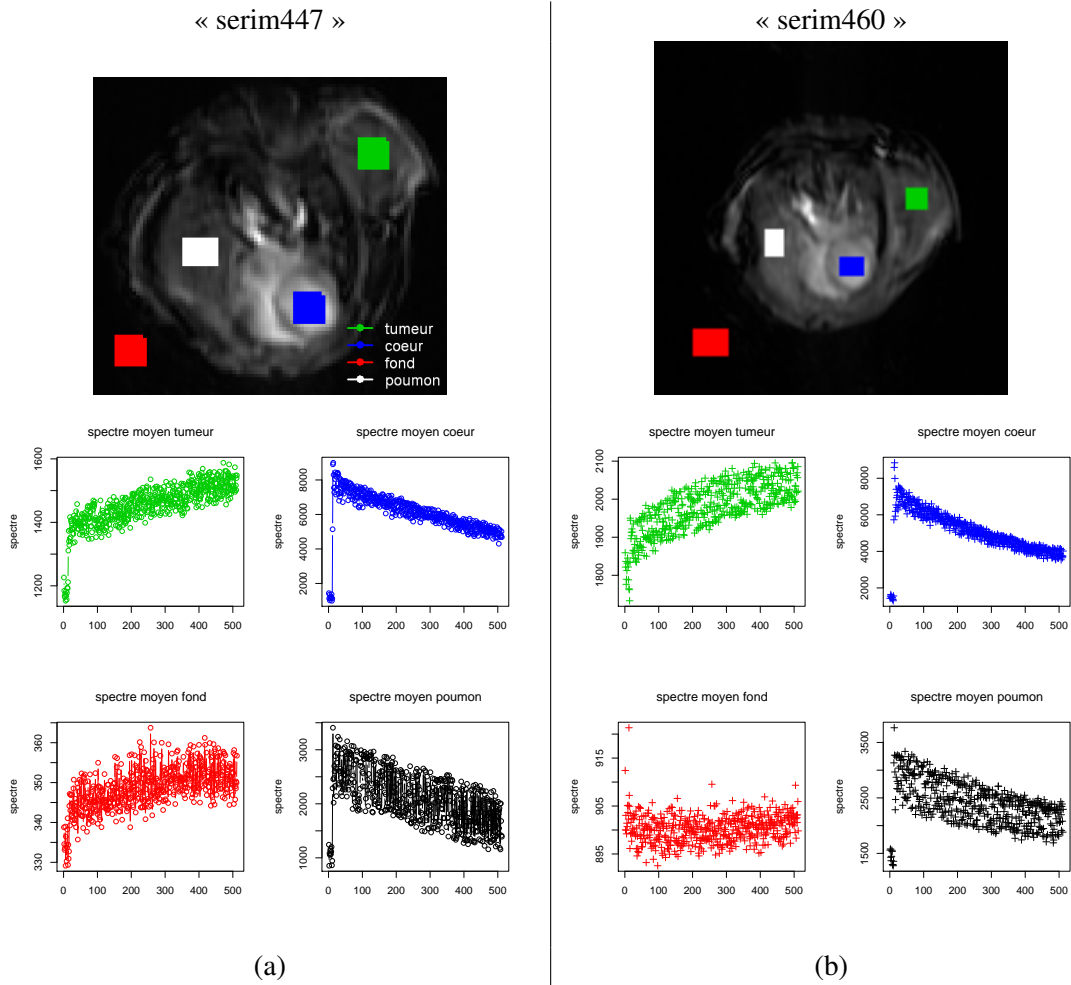 « serim447 »
« serim460 »
tumeur
coeur
fond
poumon
spectre moyen tumeur
spectre
1200
1400
1600
0 100 200 300 400 500
spectre moyen coeur
spectre
2000
4000
6000
8000
0 100 200 300 400 500
spectre moyen tumeur
spectre
1800
1900
2000
2100
0 100 200 300 400 500
spectre moyen coeur
spectre
2000
4000
6000
8000
0 100 200 300 400 500
spectre moyen fond
spectre
330
340
350
360
0 100 200 300 400 500
spectre moyen poumon
spectre
1000
2000
3000
0 100 200 300 400 500
spectre moyen fond
spectre
895
905
915
0 100 200 300 400 500
spectre moyen poumon
spectre
1500
2500
3500
0 100 200 300 400 500
(a)
(b)